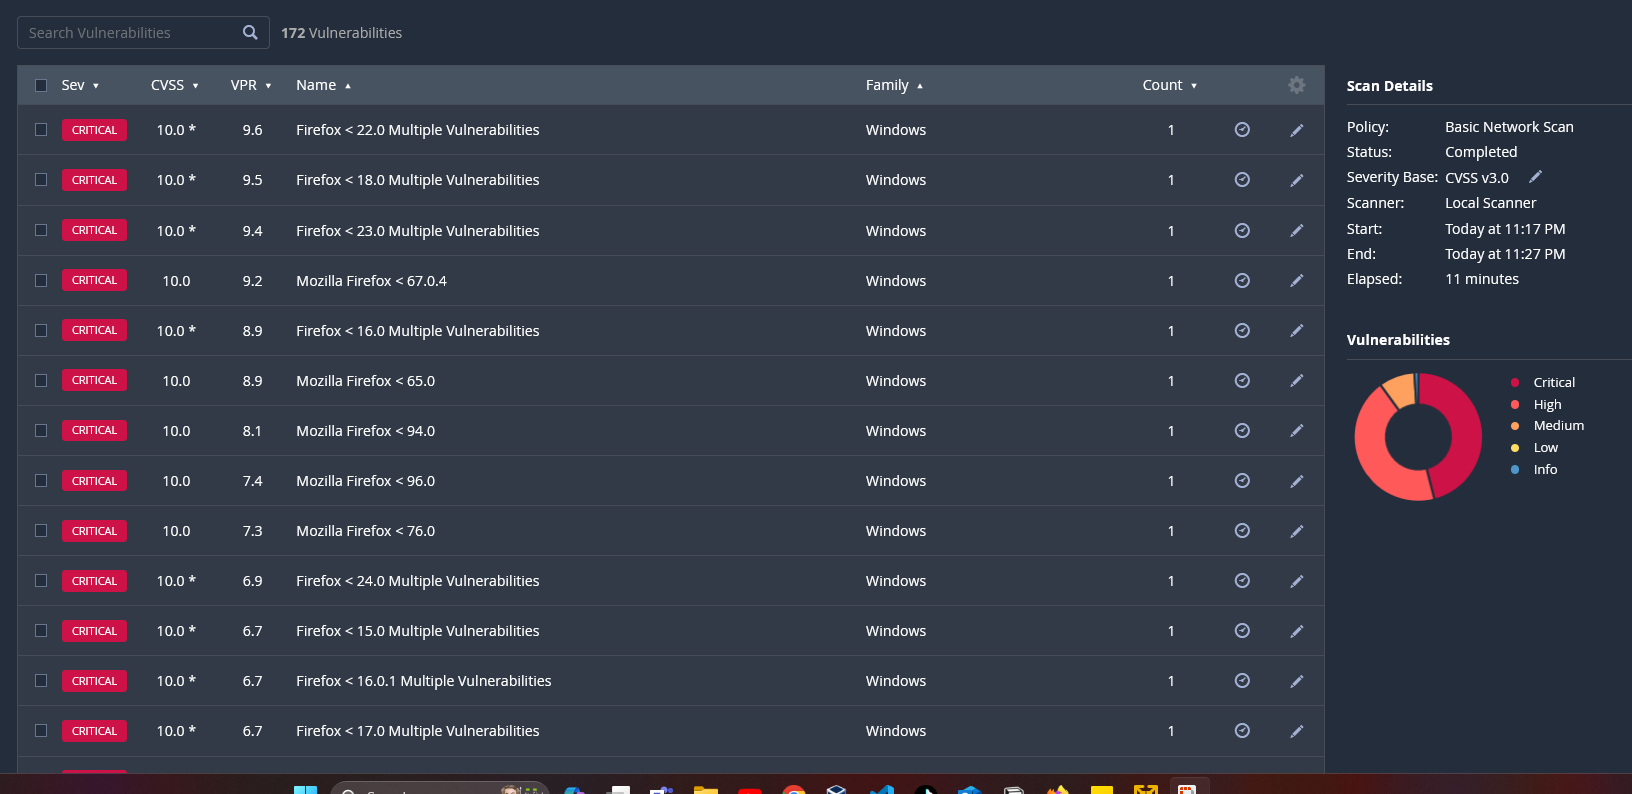 Search Vulnerabilities 172 Vulnerabilities
Sev CVSS VPR Name Family Count
CRITICAL 10.0 * 9.6 Firefox < 22.0 Multiple Vulnerabilities Windows 1
CRITICAL 10.0 * 9.5 Firefox < 18.0 Multiple Vulnerabilities Windows 1
CRITICAL 10.0 * 9.4 Firefox < 23.0 Multiple Vulnerabilities Windows 1
CRITICAL 10.0 9.2 Mozilla Firefox < 67.0.4 Windows 1
CRITICAL 10.0 * 8.9 Firefox < 16.0 Multiple Vulnerabilities Windows 1
CRITICAL 10.0 8.9 Mozilla Firefox < 65.0 Windows 1
CRITICAL 10.0 8.1 Mozilla Firefox < 94.0 Windows 1
CRITICAL 10.0 7.4 Mozilla Firefox < 96.0 Windows 1
CRITICAL 10.0 7.3 Mozilla Firefox < 76.0 Windows 1
CRITICAL 10.0 * 6.9 Firefox < 24.0 Multiple Vulnerabilities Windows 1
CRITICAL 10.0 * 6.7 Firefox < 15.0 Multiple Vulnerabilities Windows 1
CRITICAL 10.0 * 6.7 Firefox < 16.0.1 Multiple Vulnerabilities Windows 1
CRITICAL 10.0 * 6.7 Firefox < 17.0 Multiple Vulnerabilities Windows 1
Scan Details
Policy: Basic Network Scan
Status: Completed
Severity Base: CVSS v3.0
Scanner: Local Scanner
Start: Today at 11:17 PM
End: Today at 11:27 PM
Elapsed: 11 minutes
Vulnerabilities
Critical
High
Medium
Low
Info